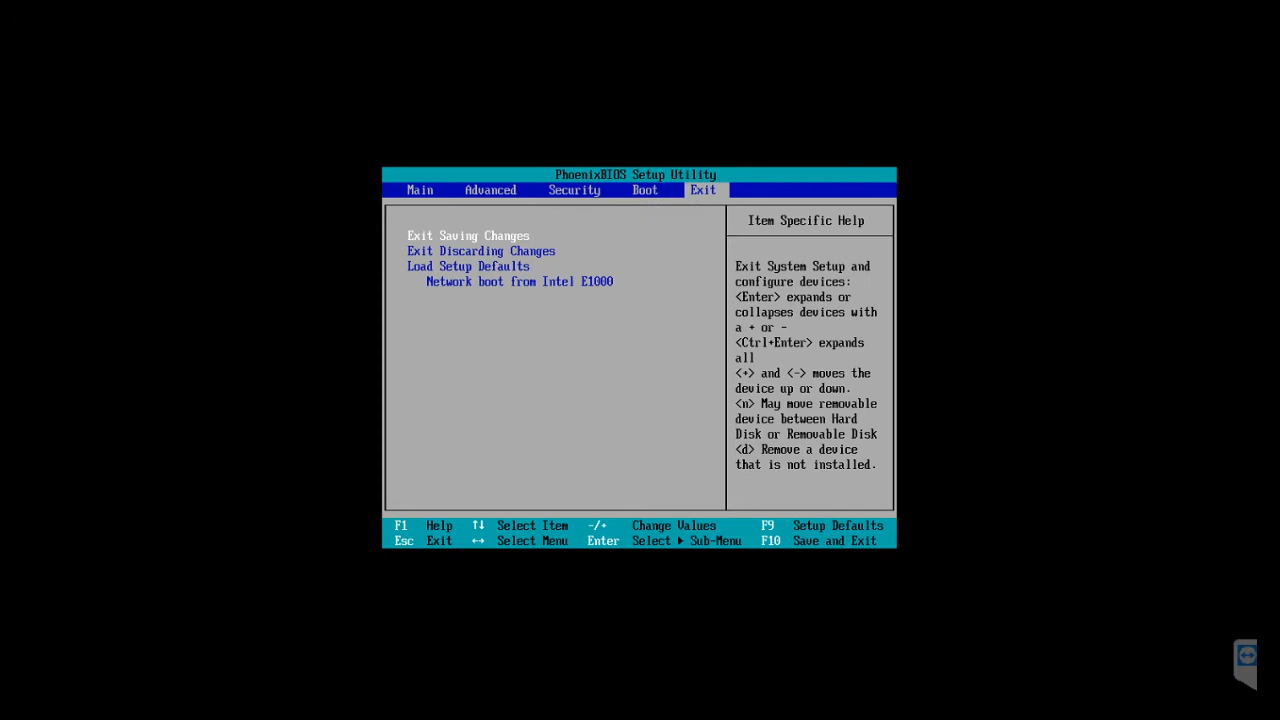 PhoenixBIOS Setup Utility
Main Advanced Security Boot Exit
Item Specific Help
Exit Saving Changes
Exit Discarding Changes
Load Setup Defaults
Network boot from Intel E1000
Exit System Setup and
configure devices:
<Enter> expands or
collapses devices with
a + or -
<Ctrl+Enter> expands
all
<+> and <-> moves the
device up or down.
<n> May move removable
device between Hard
Disk or Removable Disk
<d> Remove a device
that is not installed.
F1 Help ↑↓ Select Item -/+ Change Values F9 Setup Defaults
Esc Exit ↔ Select Menu Enter Select ▶ Sub-Menu F10 Save and Exit